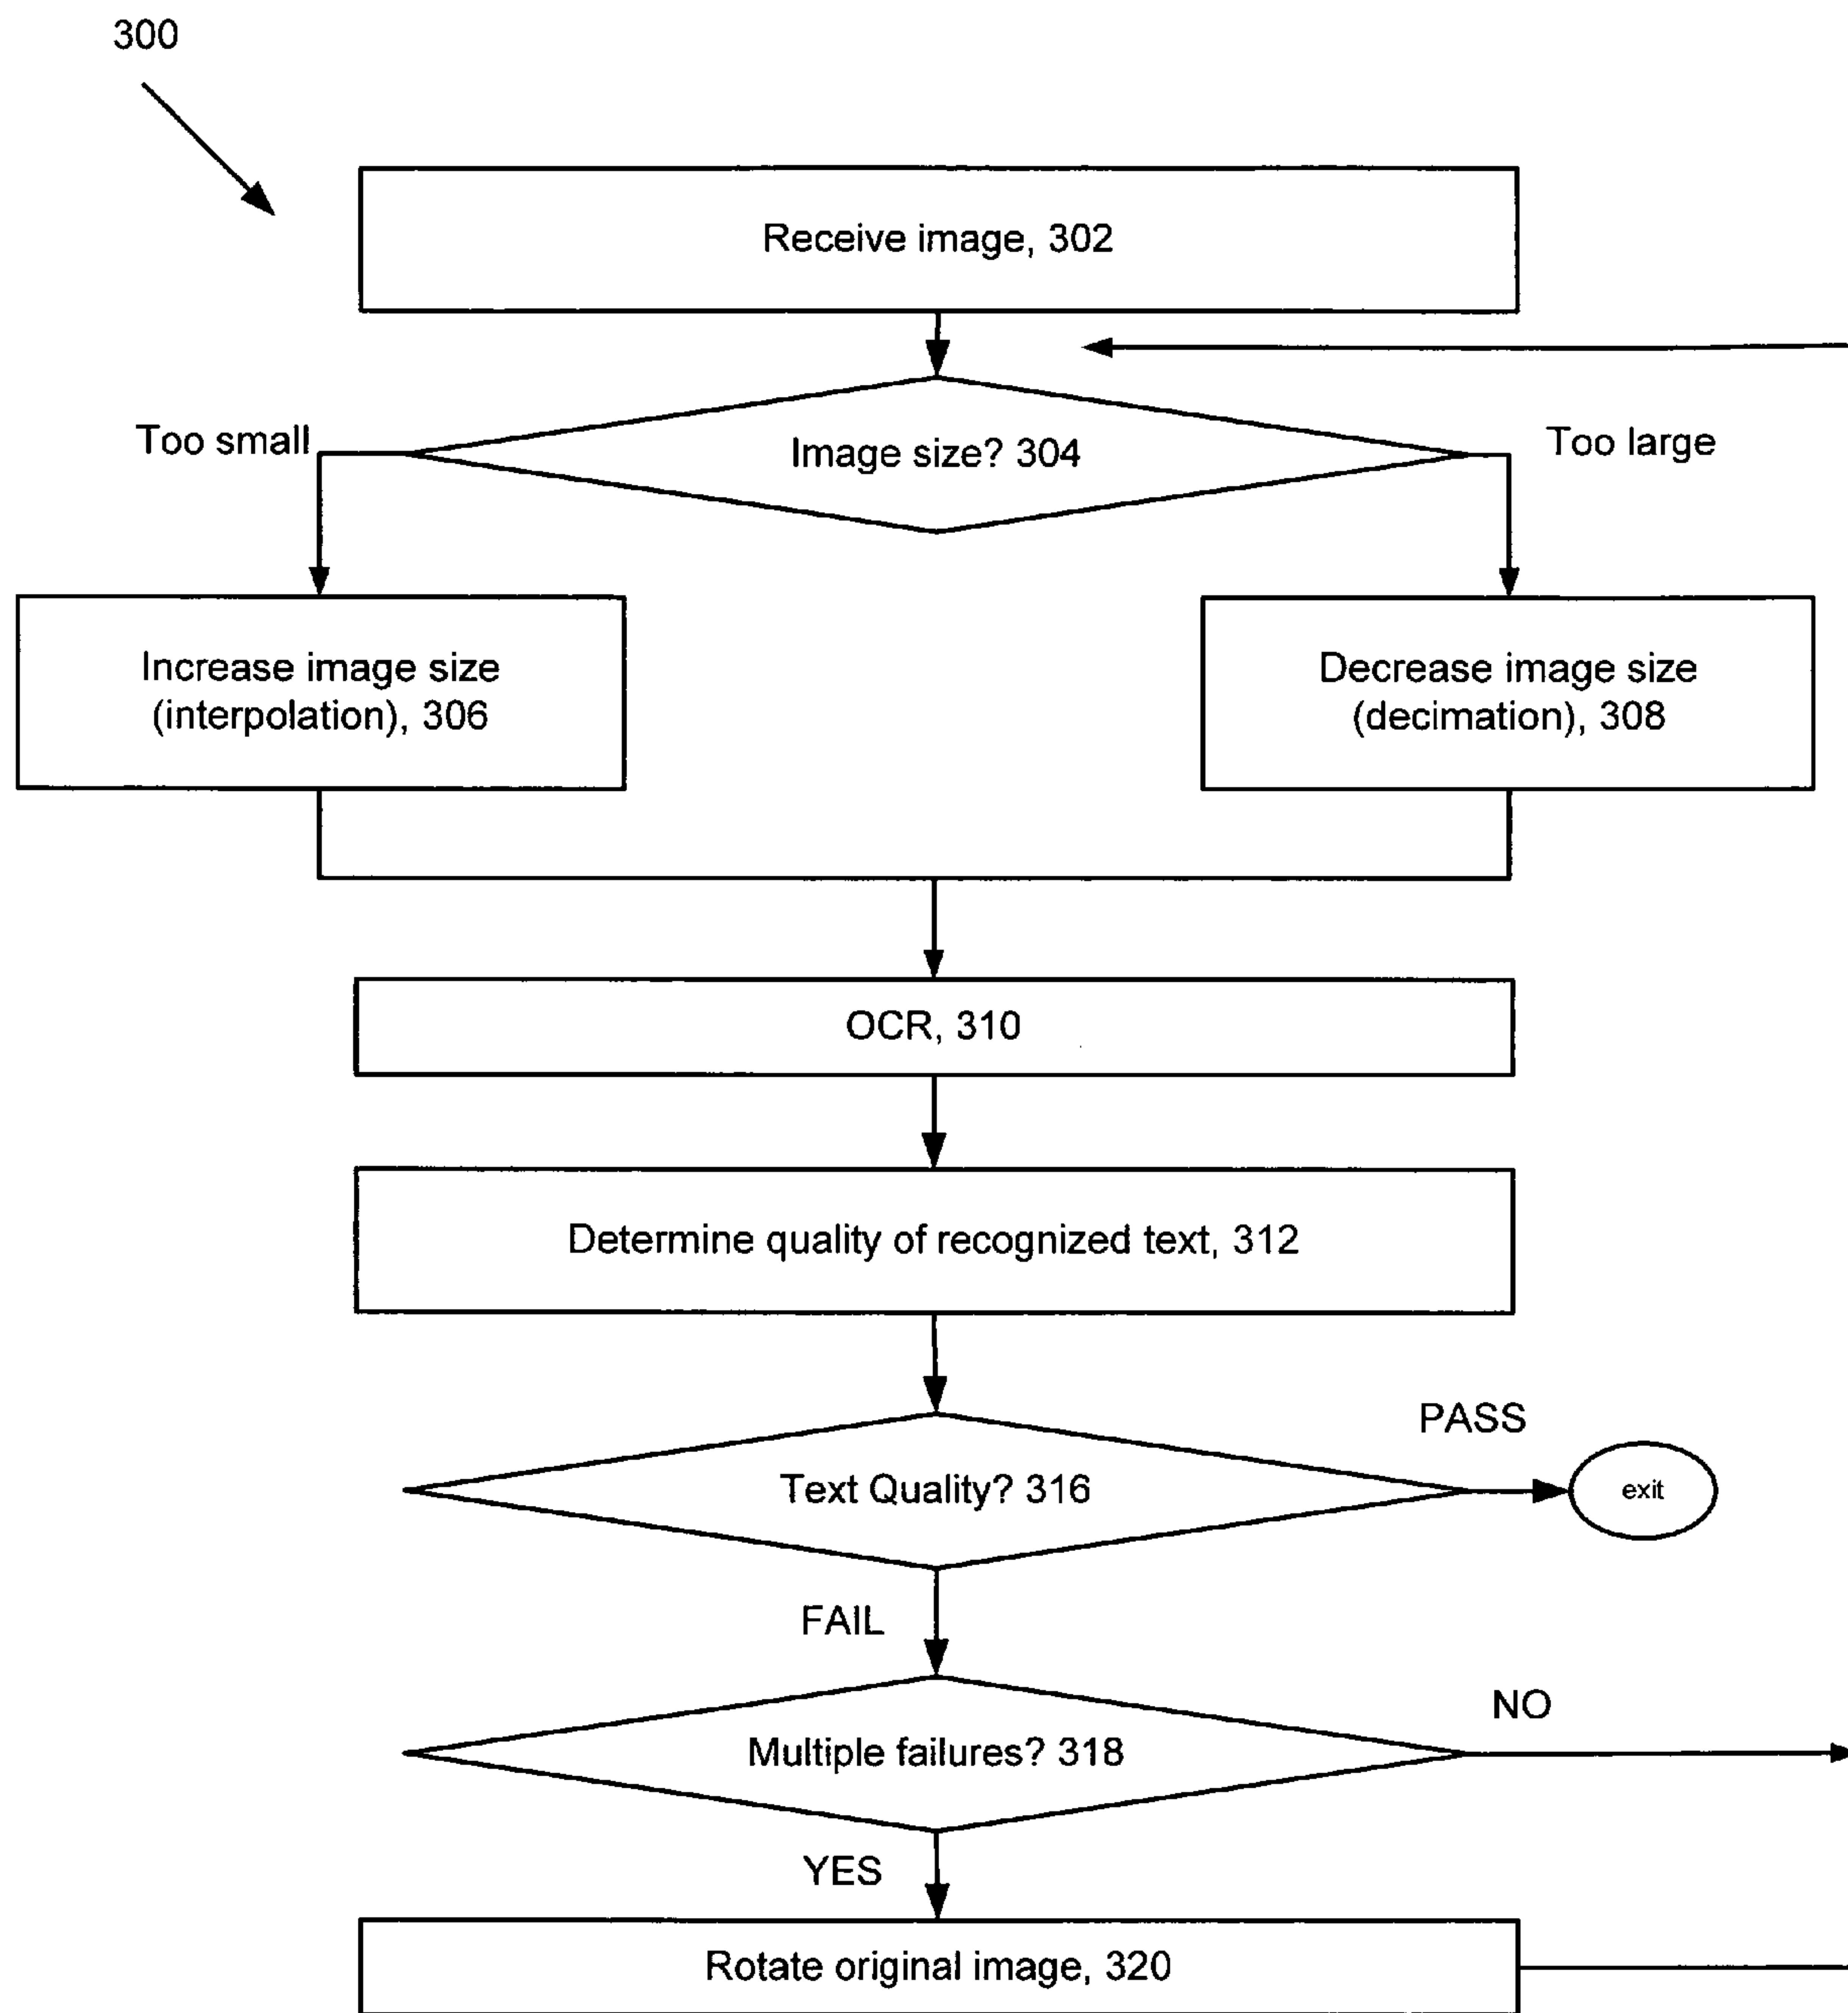 300
Receive image, 302
Too small
Image size? 304
Too large
Increase image size
(interpolation), 306
Decrease image size
(decimation), 308
OCR, 310
Determine quality of recognized text, 312
PASS
Text Quality? 316
exit
FAIL
NO
Multiple failures? 318
YES
Rotate original image, 320